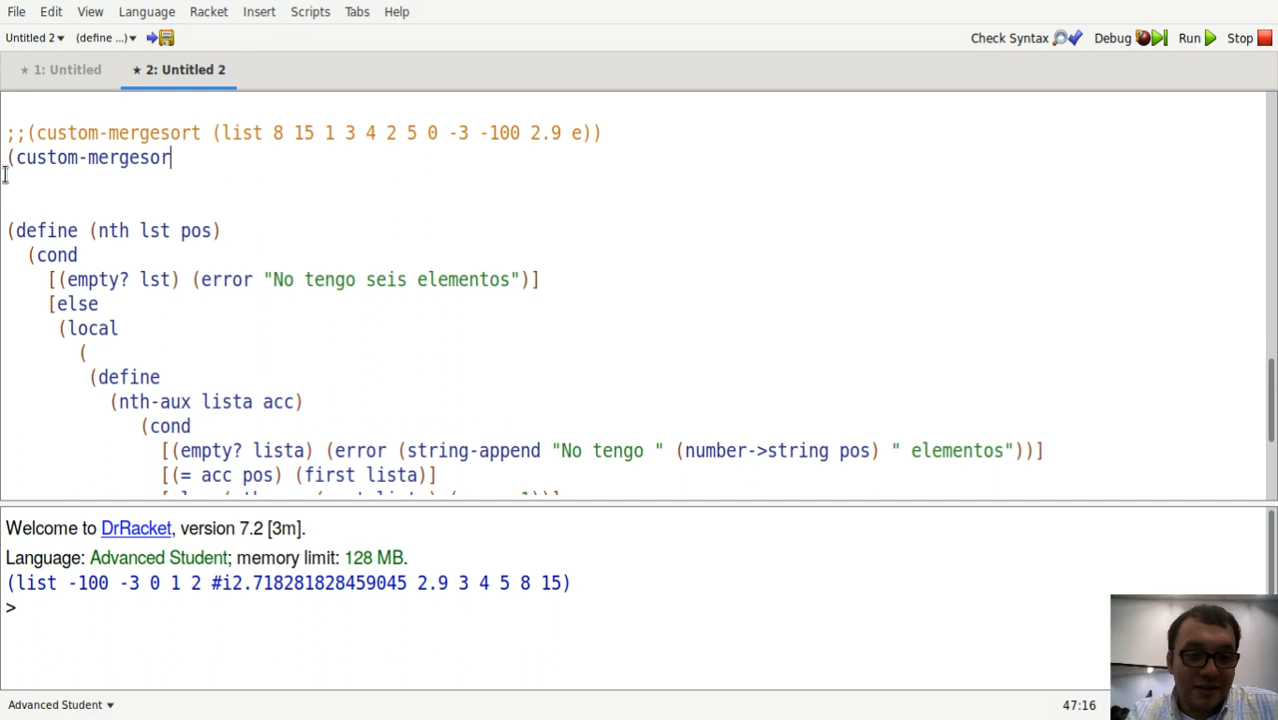 File Edit View Language Racket Insert Scripts Tabs Help
Untitled 2 (define ...) Check Syntax Debug Run Stop
★ 1: Untitled ★ 2: Untitled 2
;;(custom-mergesort (list 8 15 1 3 4 2 5 0 -3 -100 2.9 e))
(custom-mergesor
(define (nth lst pos)
(cond
[(empty? lst) (error "No tengo seis elementos")]
[else
(local
(
(define
(nth-aux lista acc)
(cond
[(empty? lista) (error (string-append "No tengo " (number->string pos) " elementos"))]
[(= acc pos) (first lista)]
Welcome to DrRacket, version 7.2 [3m].
Language: Advanced Student; memory limit: 128 MB.
(list -100 -3 0 1 2 #i2.718281828459045 2.9 3 4 5 8 15)
>
Advanced Student 47:16